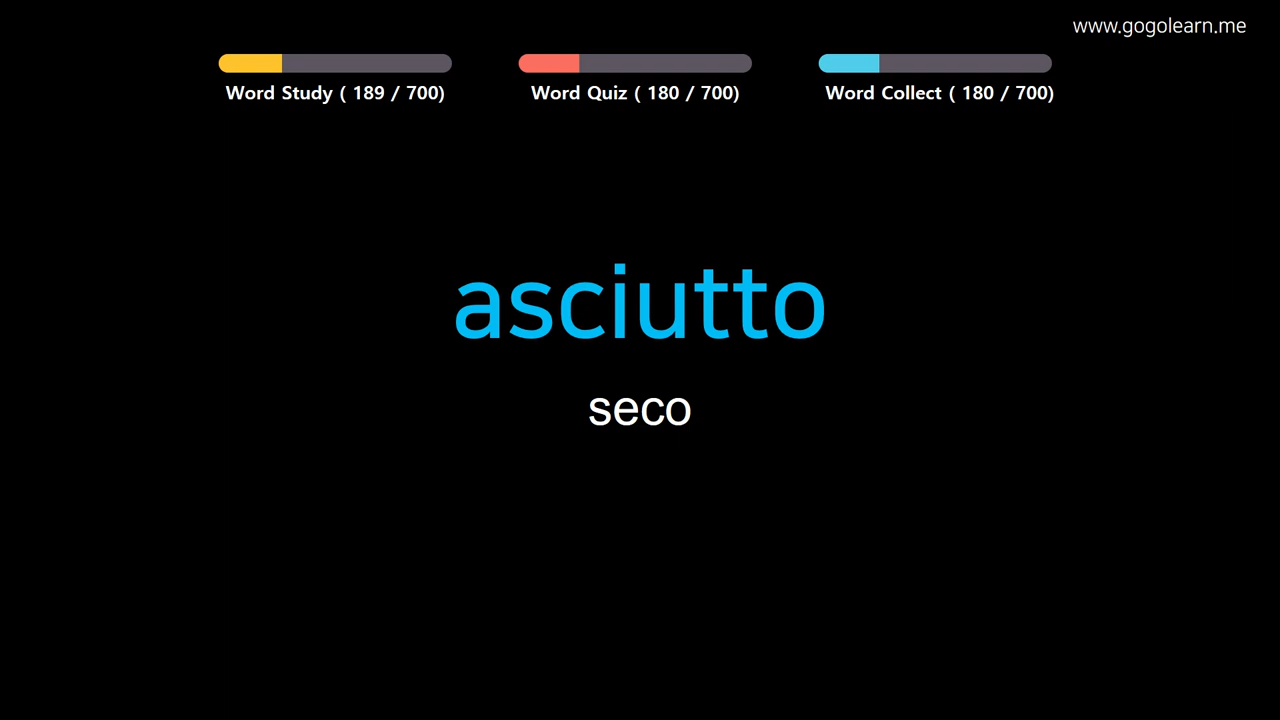 www.gogolearn.me
Word Study ( 189 / 700)
Word Quiz ( 180 / 700)
Word Collect ( 180 / 700)
asciutto
seco